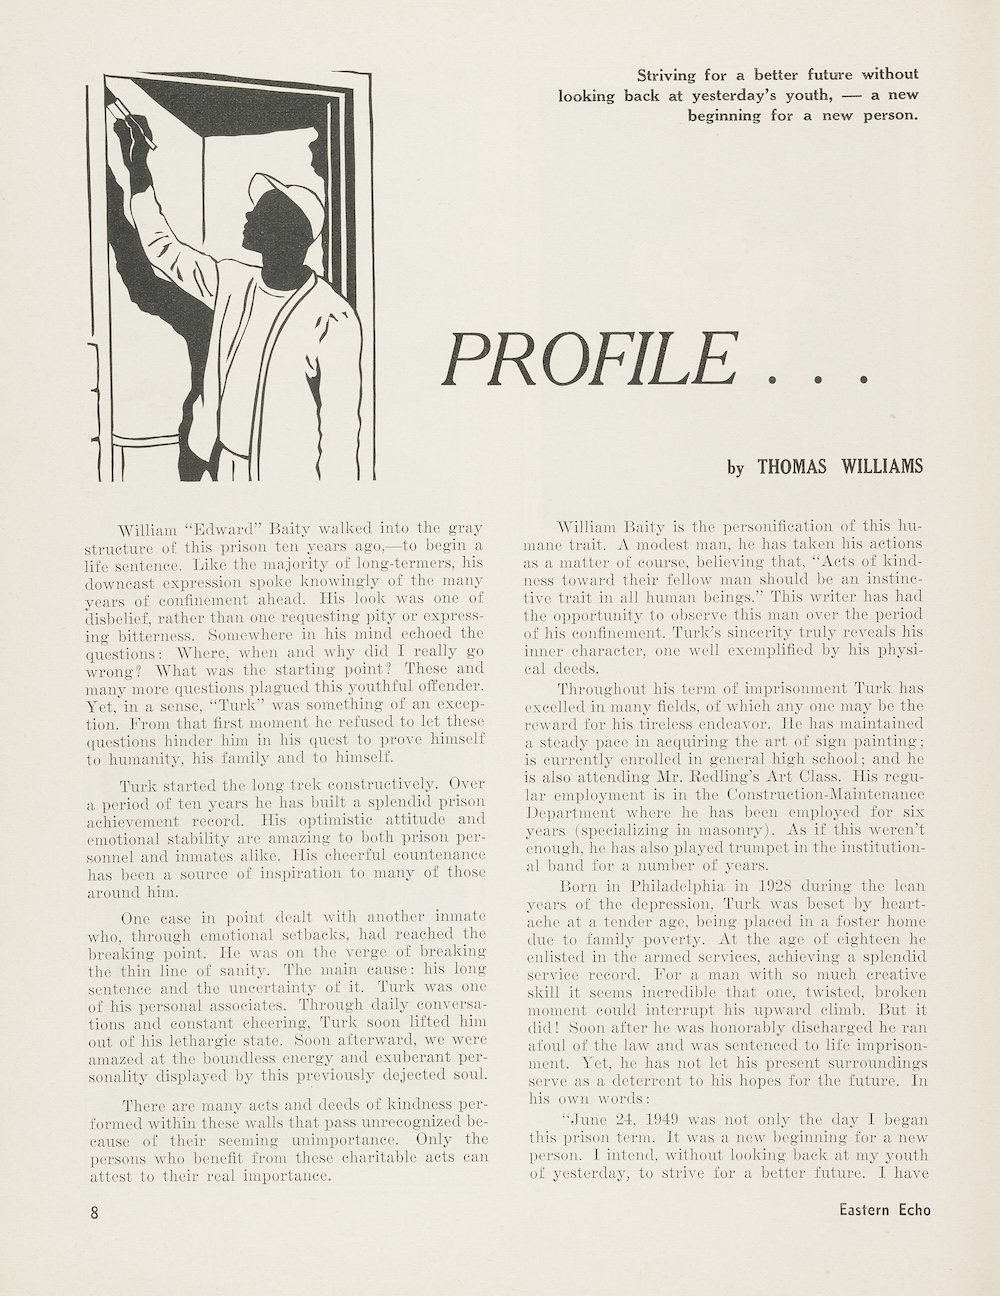 Striving for a better future without
looking back at yesterday's youth, — a new
beginning for a new person.
PROFILE . . .
by THOMAS WILLIAMS
William "Edward" Baity walked into the gray
structure of this prison ten years ago,—to begin a
life sentence. Like the majority of long-termers, his
downcast expression spoke knowingly of the many
years of confinement ahead. His look was one of
disbelief, rather than one requesting pity or express-
ing bitterness. Somewhere in his mind echoed the
questions: Where, when and why did I really go
wrong? What was the starting point? These and
many more questions plagued this youthful offender.
Yet, in a sense, "Turk" was something of an excep-
tion. From that first moment he refused to let these
questions hinder him in his quest to prove himself
to humanity, his family and to himself.
Turk started the long trek constructively. Over
a period of ten years he has built a splendid prison
achievement record. His optimistic attitude and
emotional stability are amazing to both prison per-
sonnel and inmates alike. His cheerful countenance
has been a source of inspiration to many of those
around him.
One case in point dealt with another inmate
who, through emotional setbacks, had reached the
breaking point. He was on the verge of breaking
the thin line of sanity. The main cause: his long
sentence and the uncertainty of it. Turk was one
of his personal associates. Through daily conversa-
tions and constant cheering, Turk soon lifted him
out of his lethargic state. Soon afterward, we were
amazed at the boundless energy and exuberant per-
sonality displayed by this previously dejected soul.
There are many acts and deeds of kindness per-
formed within these walls that pass unrecognized be-
cause of their seeming unimportance. Only the
persons who benefit from these charitable acts can
attest to their real importance.
William Baity is the personification of this hu-
mane trait. A modest man, he has taken his actions
as a matter of course, believing that, "Acts of kind-
ness toward their fellow man should be an instinc-
tive trait in all human beings." This writer has had
the opportunity to observe this man over the period
of his confinement. Turk's sincerity truly reveals his
inner character, one well exemplified by his physi-
cal deeds.
Throughout his term of imprisonment Turk has
excelled in many fields, of which any one may be the
reward for his tireless endeavor. He has maintained
a steady pace in acquiring the art of sign painting;
is currently enrolled in general high school; and he
is also attending Mr. Redling's Art Class. His regu-
lar employment is in the Construction-Maintenance
Department where he has been employed for six
years (specializing in masonry). As if this weren't
enough, he has also played trumpet in the institution-
al band for a number of years.
Born in Philadelphia in 1928 during the lean
years of the depression, Turk was beset by heart-
ache at a tender age, being placed in a foster home
due to family poverty. At the age of eighteen he
enlisted in the armed services, achieving a splendid
service record. For a man with so much creative
skill it seems incredible that one, twisted, broken
moment could interrupt his upward climb. But it
did! Soon after he was honorably discharged he ran
afoul of the law and was sentenced to life imprison-
ment. Yet, he has not let his present surroundings
serve as a deterrent to his hopes for the future. In
his own words:
"June 24, 1949 was not only the day I began
this prison term. It was a new beginning for a new
person. I intend, without looking back at my youth
of yesterday, to strive for a better future. I have
8
Eastern Echo